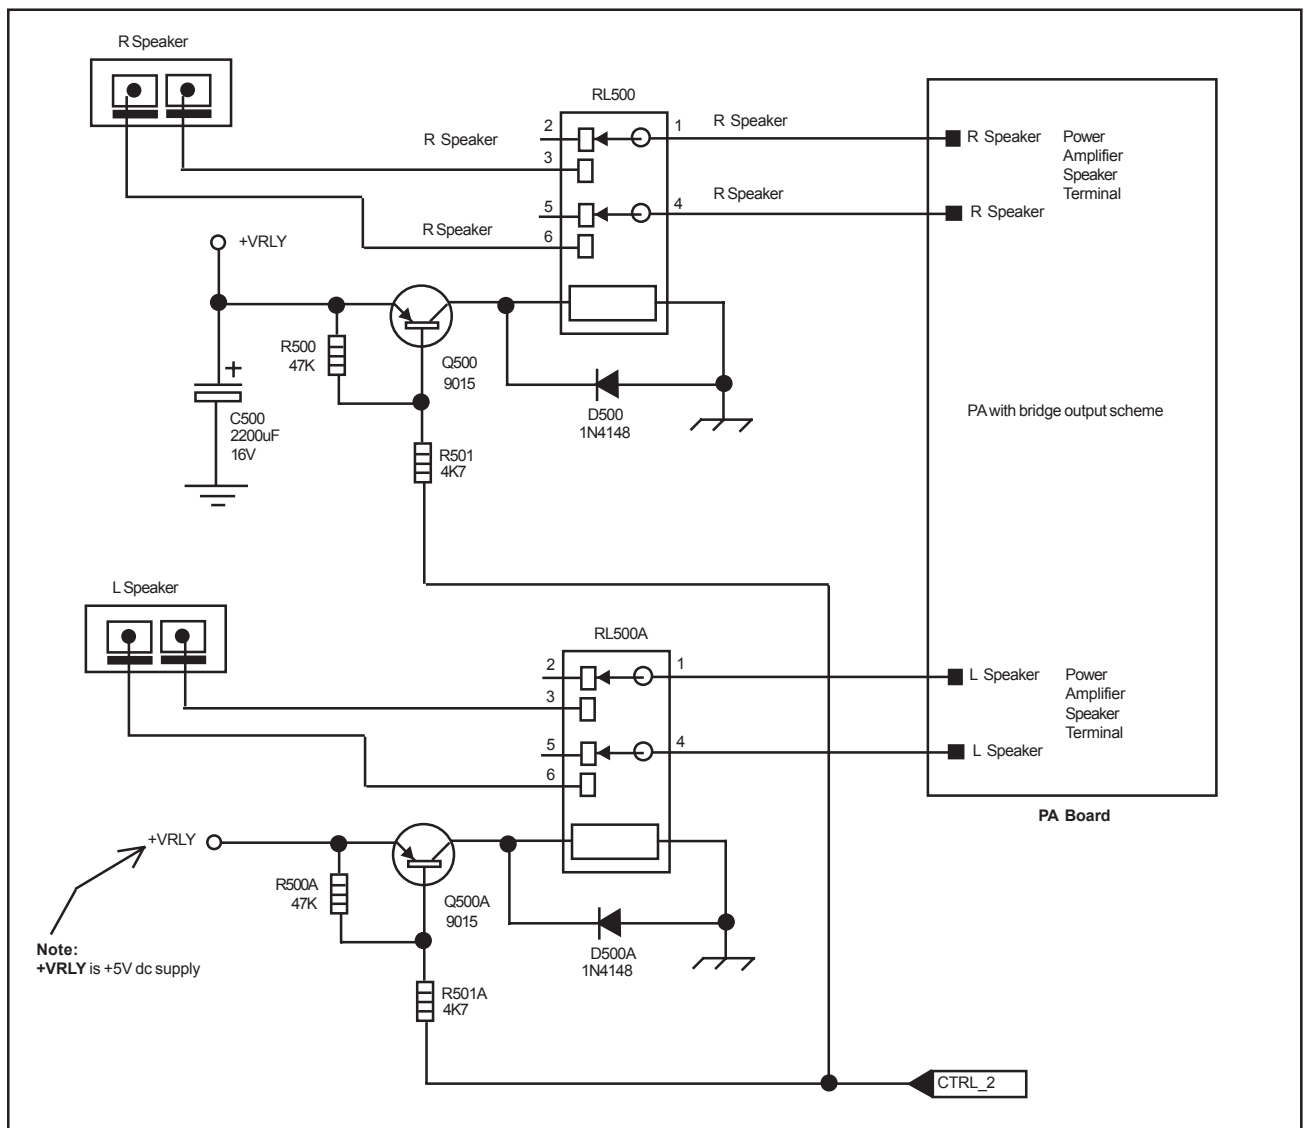 R Speaker
RL500
2
1
R Speaker
R Speaker
3
R Speaker
Power
Amplifier
Speaker
Terminal
5
4
R Speaker
R Speaker
R Speaker
6
+VRLY
R500
47K
Q500
9015
+
C500
2200uF
16V
D500
1N4148
R501
4K7
PA with bridge output scheme
L Speaker
RL500A
2
1
L Speaker
Power
Amplifier
Speaker
Terminal
3
5
4
L Speaker
6
PA Board
+VRLY
R500A
47K
Q500A
9015
Note:
+VRLY is +5V dc supply
D500A
1N4148
R501A
4K7
CTRL_2